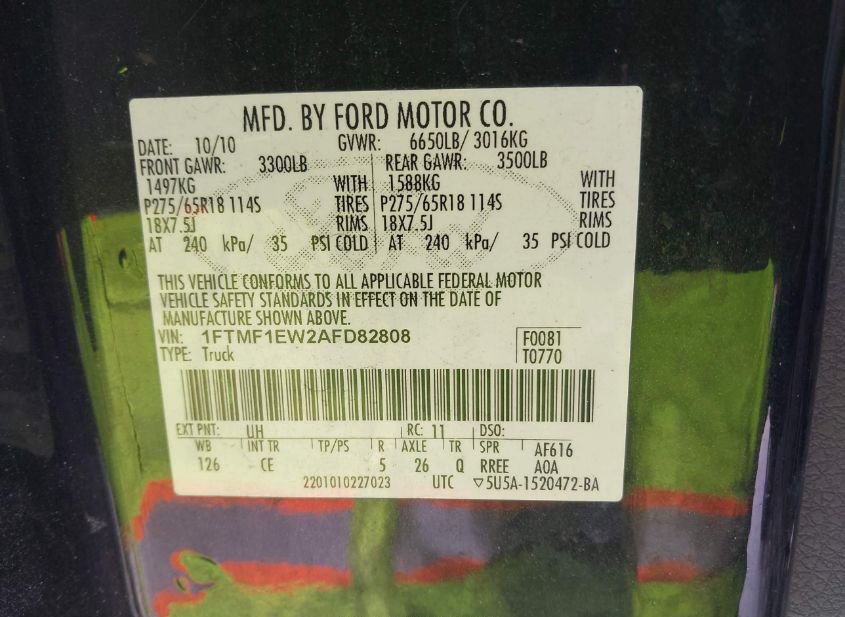 MFD. BY FORD MOTOR CO.
DATE: 10/10 GVWR: 6650LB/ 3016KG
FRONT GAWR: 3300LB REAR GAWR: 3500LB
1497KG WITH 1588KG WITH
P275/65R18 114S TIRES P275/65R18 114S TIRES
18X7.5J RIMS 18X7.5J RIMS
AT 240 kPa/ 35 PSI COLD AT 240 kPa/ 35 PSI COLD
THIS VEHICLE CONFORMS TO ALL APPLICABLE FEDERAL MOTOR
VEHICLE SAFETY STANDARDS IN EFFECT ON THE DATE OF
MANUFACTURE SHOWN ABOVE.
VIN: 1FTMF1EW2AFD82808 F0081
TYPE: Truck T0770
EXT PNT: UH RC: 11 DSO:
WB INT TR TP/PS R AXLE TR SPR AF616
126 CE 5 26 Q RREE AOA
2201010227023 UTC ▽5U5A-1520472-BA